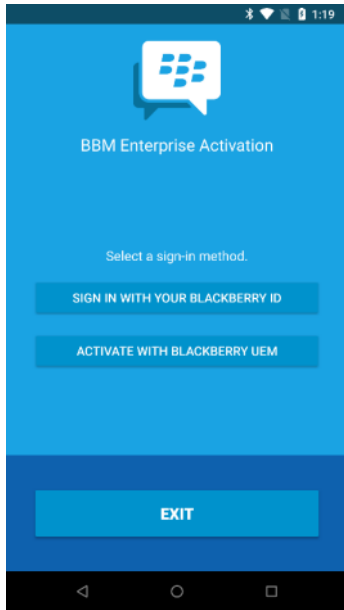 1:19
BBM Enterprise Activation
Select a sign-in method.
SIGN IN WITH YOUR BLACKBERRY ID
ACTIVATE WITH BLACKBERRY UEM
EXIT